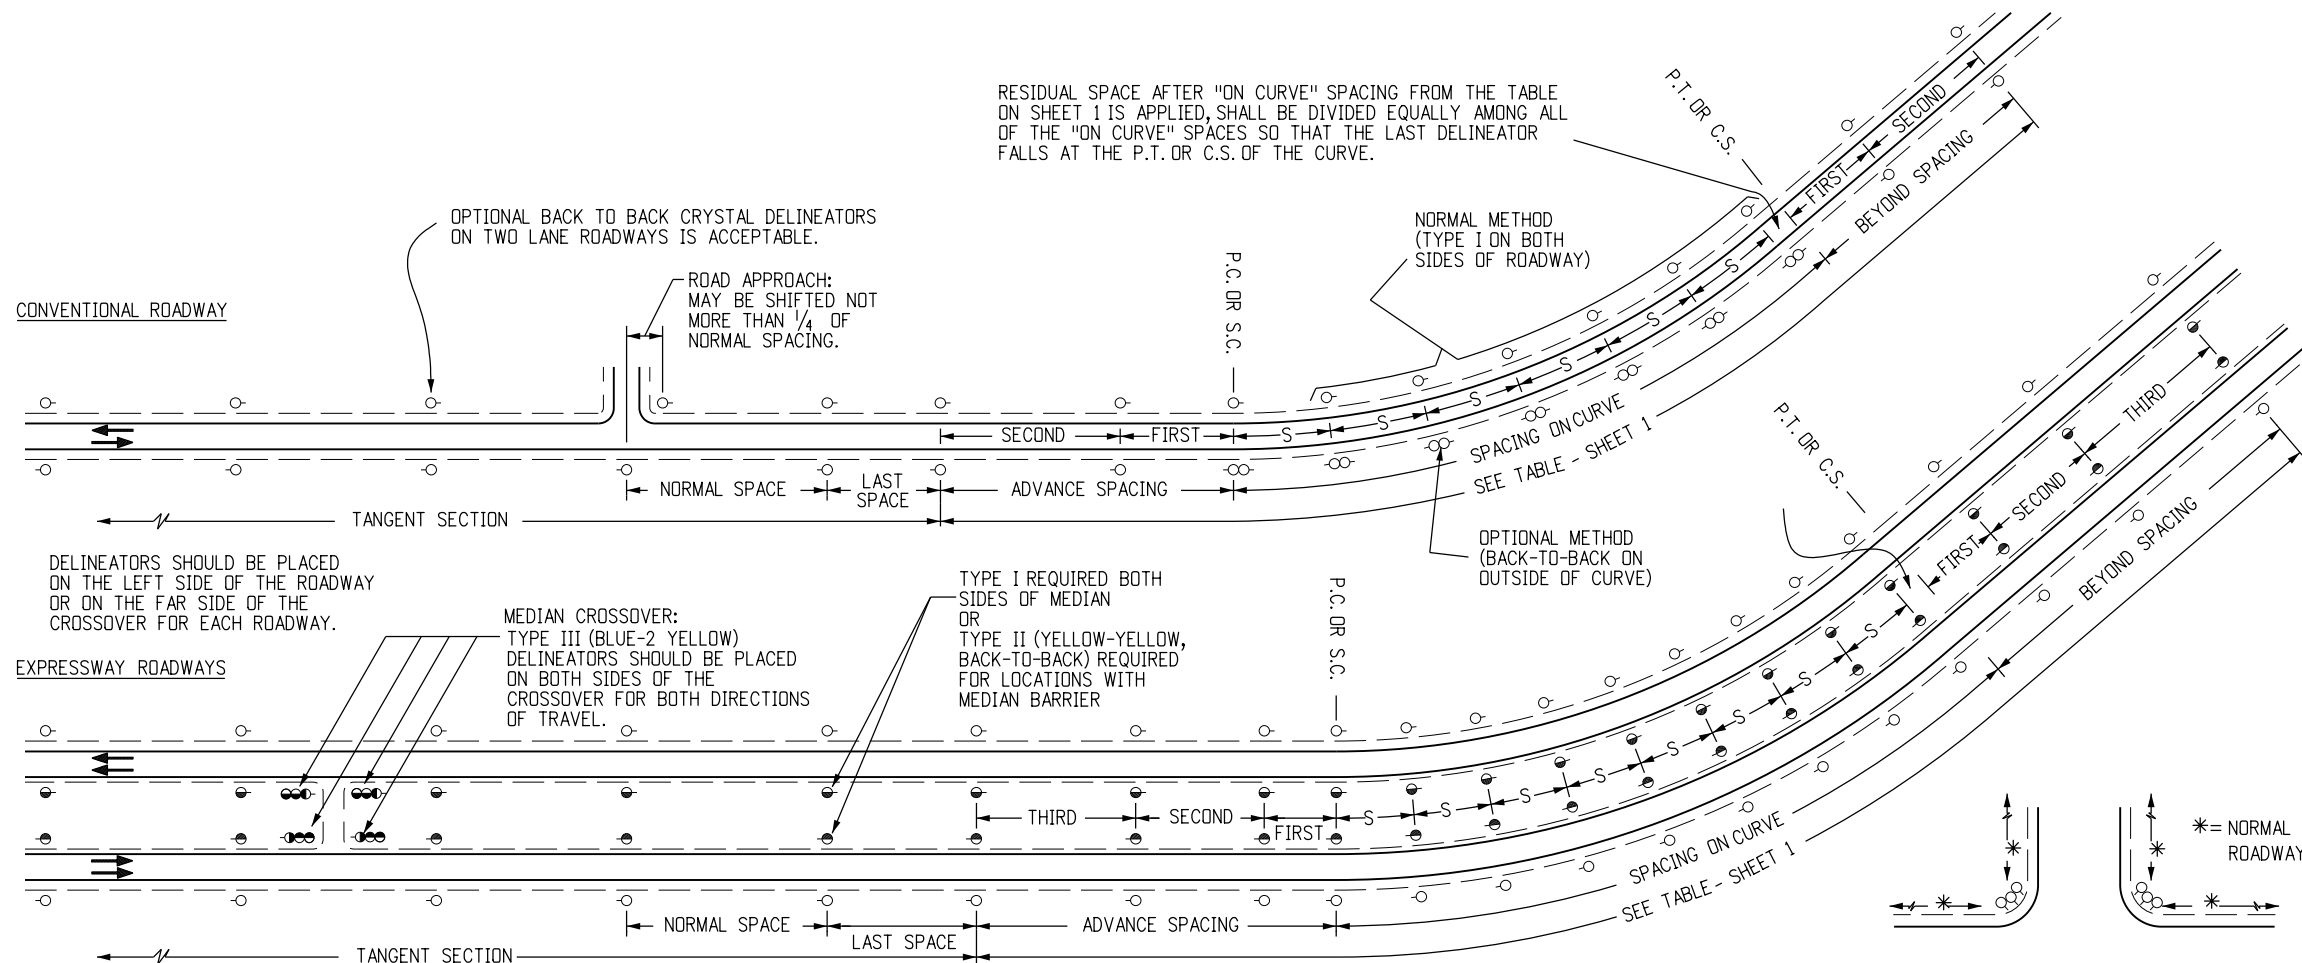 RESIDUAL SPACE AFTER "ON CURVE" SPACING FROM THE TABLE
ON SHEET 1 IS APPLIED, SHALL BE DIVIDED EQUALLY AMONG ALL
OF THE "ON CURVE" SPACES SO THAT THE LAST DELINEATOR
FALLS AT THE P.T. OR C.S. OF THE CURVE.
P.T. OR C.S.
SECOND
FIRST
BEYOND SPACING
OPTIONAL BACK TO BACK CRYSTAL DELINEATORS
ON TWO LANE ROADWAYS IS ACCEPTABLE.
NORMAL METHOD
(TYPE I ON BOTH
SIDES OF ROADWAY)
ROAD APPROACH:
MAY BE SHIFTED NOT
MORE THAN 1/4 OF
NORMAL SPACING.
P.C. OR S.C.
CONVENTIONAL ROADWAY
SECOND
FIRST
S
S
S
S
S
SPACING ON CURVE
SEE TABLE - SHEET 1
NORMAL SPACE
LAST
SPACE
ADVANCE SPACING
TANGENT SECTION
OPTIONAL METHOD
(BACK-TO-BACK ON
OUTSIDE OF CURVE)
DELINEATORS SHOULD BE PLACED
ON THE LEFT SIDE OF THE ROADWAY
OR ON THE FAR SIDE OF THE
CROSSOVER FOR EACH ROADWAY.
MEDIAN CROSSOVER:
TYPE III (BLUE-2 YELLOW)
DELINEATORS SHOULD BE PLACED
ON BOTH SIDES OF THE
CROSSOVER FOR BOTH DIRECTIONS
OF TRAVEL.
TYPE I REQUIRED BOTH
SIDES OF MEDIAN
OR
TYPE II (YELLOW-YELLOW,
BACK-TO-BACK) REQUIRED
FOR LOCATIONS WITH
MEDIAN BARRIER
P.C. OR S.C.
P.T. OR C.S.
THIRD
SECOND
FIRST
BEYOND SPACING
EXPRESSWAY ROADWAYS
THIRD
SECOND
FIRST
S
S
S
S
S
S
S
SPACING ON CURVE
SEE TABLE - SHEET 1
NORMAL SPACE
LAST SPACE
ADVANCE SPACING
TANGENT SECTION
* = NORMAL
ROADWAY
*
*
*
*